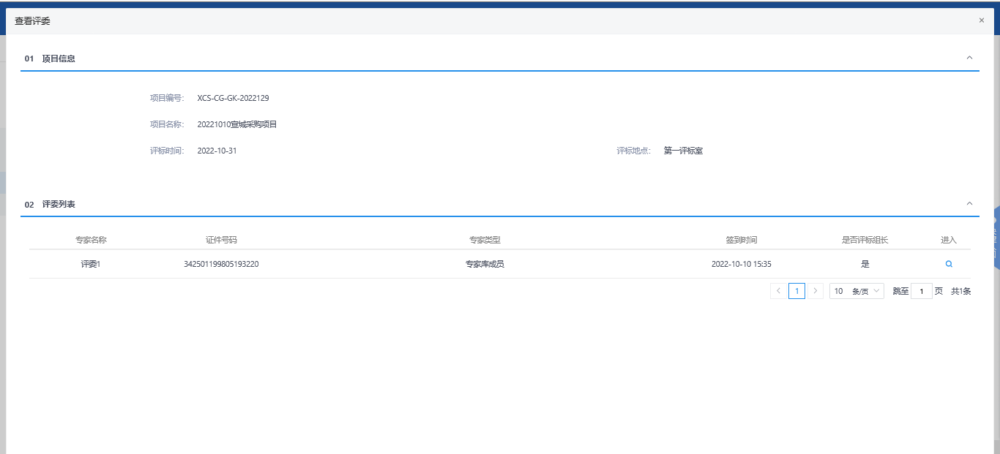 查看评委
×
01 项目信息
项目编号: XCS-CG-GK-2022129
项目名称: 20221010宣城采购项目
评标时间: 2022-10-31 评标地点: 第一评标室
02 评委列表
专家名称 证件号码 专家类型 签到时间 是否评标组长 进入
评委1 342501199805193220 专家库成员 2022-10-10 15:35 是
1 10 条/页 跳至 1 页 共1条